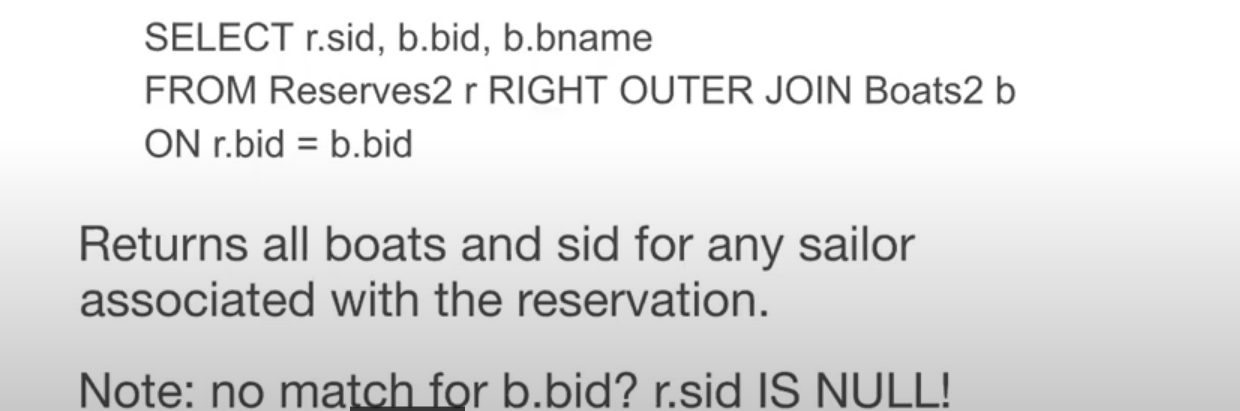 SELECT r.sid, b.bid, b.bname
FROM Reserves2 r RIGHT OUTER JOIN Boats2 b
ON r.bid = b.bid
Returns all boats and sid for any sailor
associated with the reservation.
Note: no match for b.bid? r.sid IS NULL!